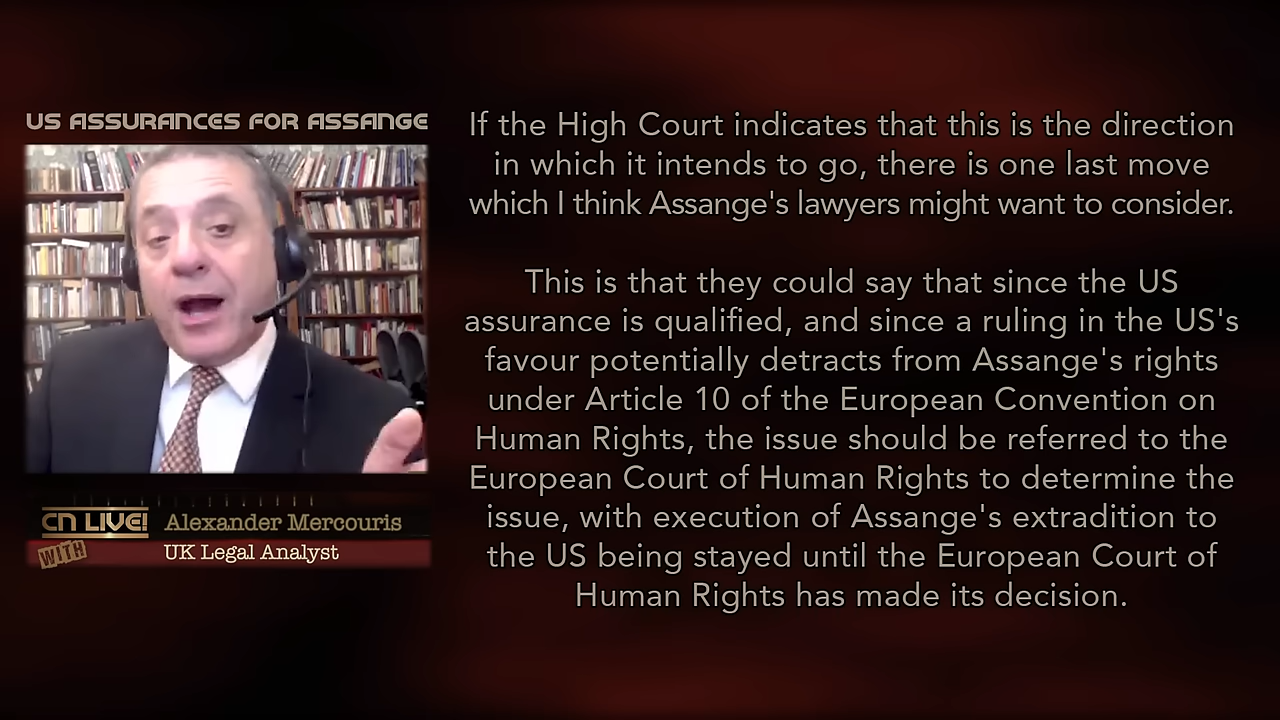 US ASSURANCES FOR ASSANGE
If the High Court indicates that this is the direction
in which it intends to go, there is one last move
which I think Assange's lawyers might want to consider.
This is that they could say that since the US
assurance is qualified, and since a ruling in the US's
favour potentially detracts from Assange's rights
under Article 10 of the European Convention on
Human Rights, the issue should be referred to the
European Court of Human Rights to determine the
issue, with execution of Assange's extradition to
the US being stayed until the European Court of
Human Rights has made its decision.
CN LIVE!
WITH
Alexander Mercouris
UK Legal Analyst